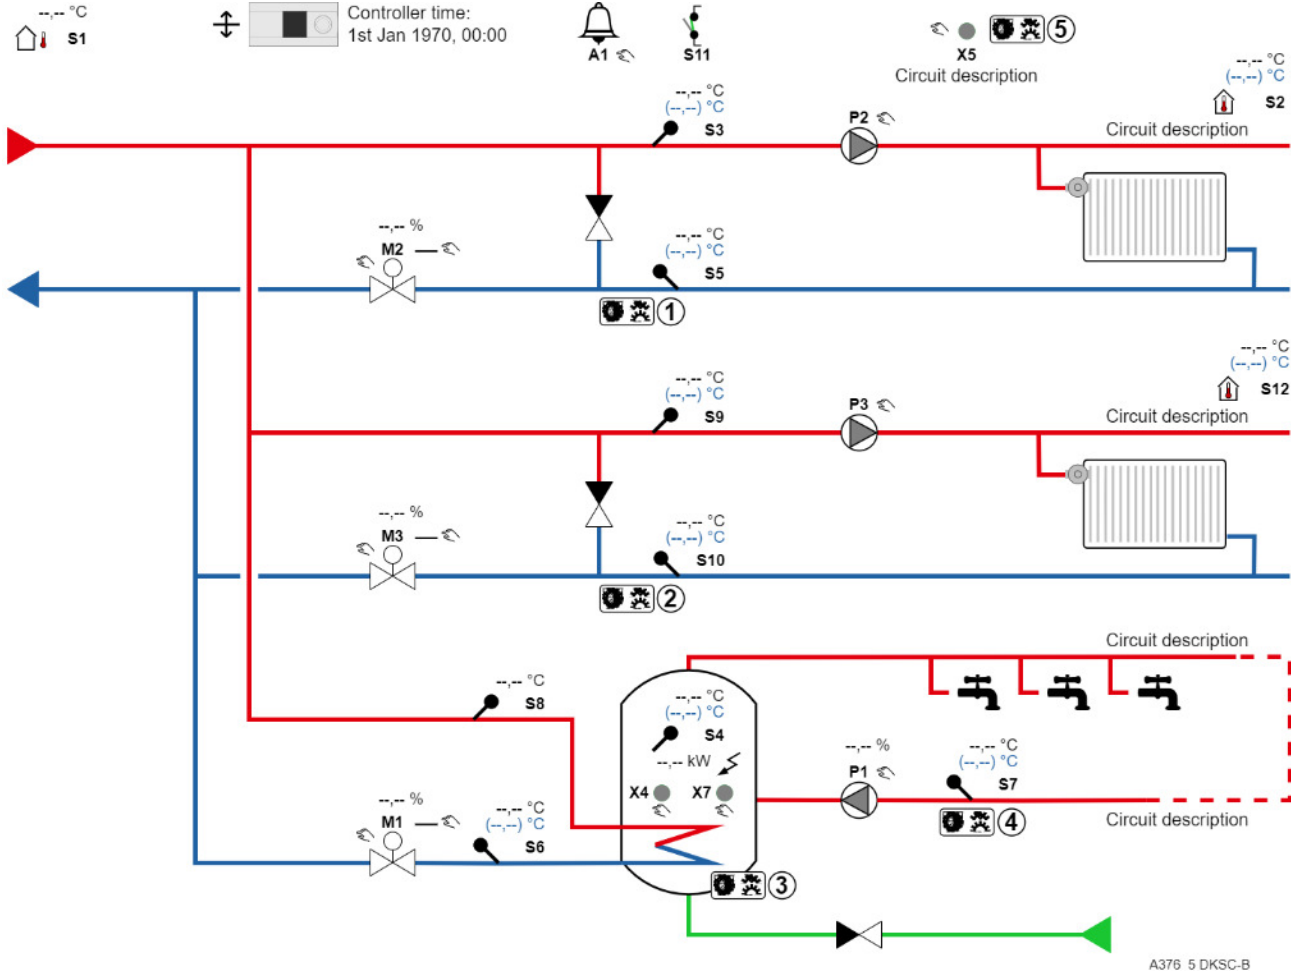 --,-- °C
S1
Controller time:
1st Jan 1970, 00:00
A1
S11
X5
5
Circuit description
--,-- °C
(--,--) °C
S2
--,-- °C
(--,--) °C
S3
P2
Circuit description
--,-- %
M2
--,-- °C
(--,--) °C
S5
1
--,-- °C
(--,--) °C
S12
--,-- °C
(--,--) °C
S9
P3
Circuit description
--,-- %
M3
--,-- °C
(--,--) °C
S10
2
Circuit description
--,-- °C
S8
--,-- °C
(--,--) °C
S4
--,-- kW
X4
X7
--,-- %
P1
--,-- °C
(--,--) °C
S7
4
Circuit description
--,-- %
M1
--,-- °C
(--,--) °C
S6
3
A376 5 DKSC-B